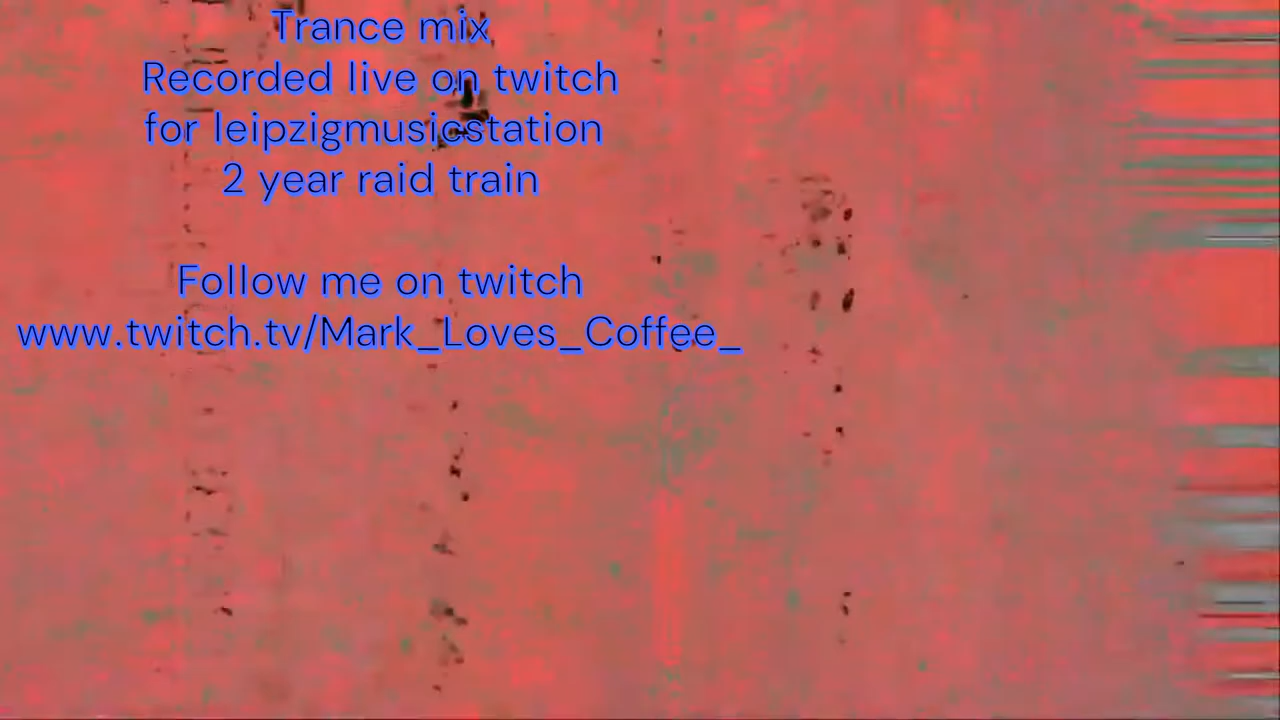 Trance mix
Recorded live on twitch
for leipzigmusicstation
2 year raid train
Follow me on twitch
www.twitch.tv/Mark_Loves_Coffee_